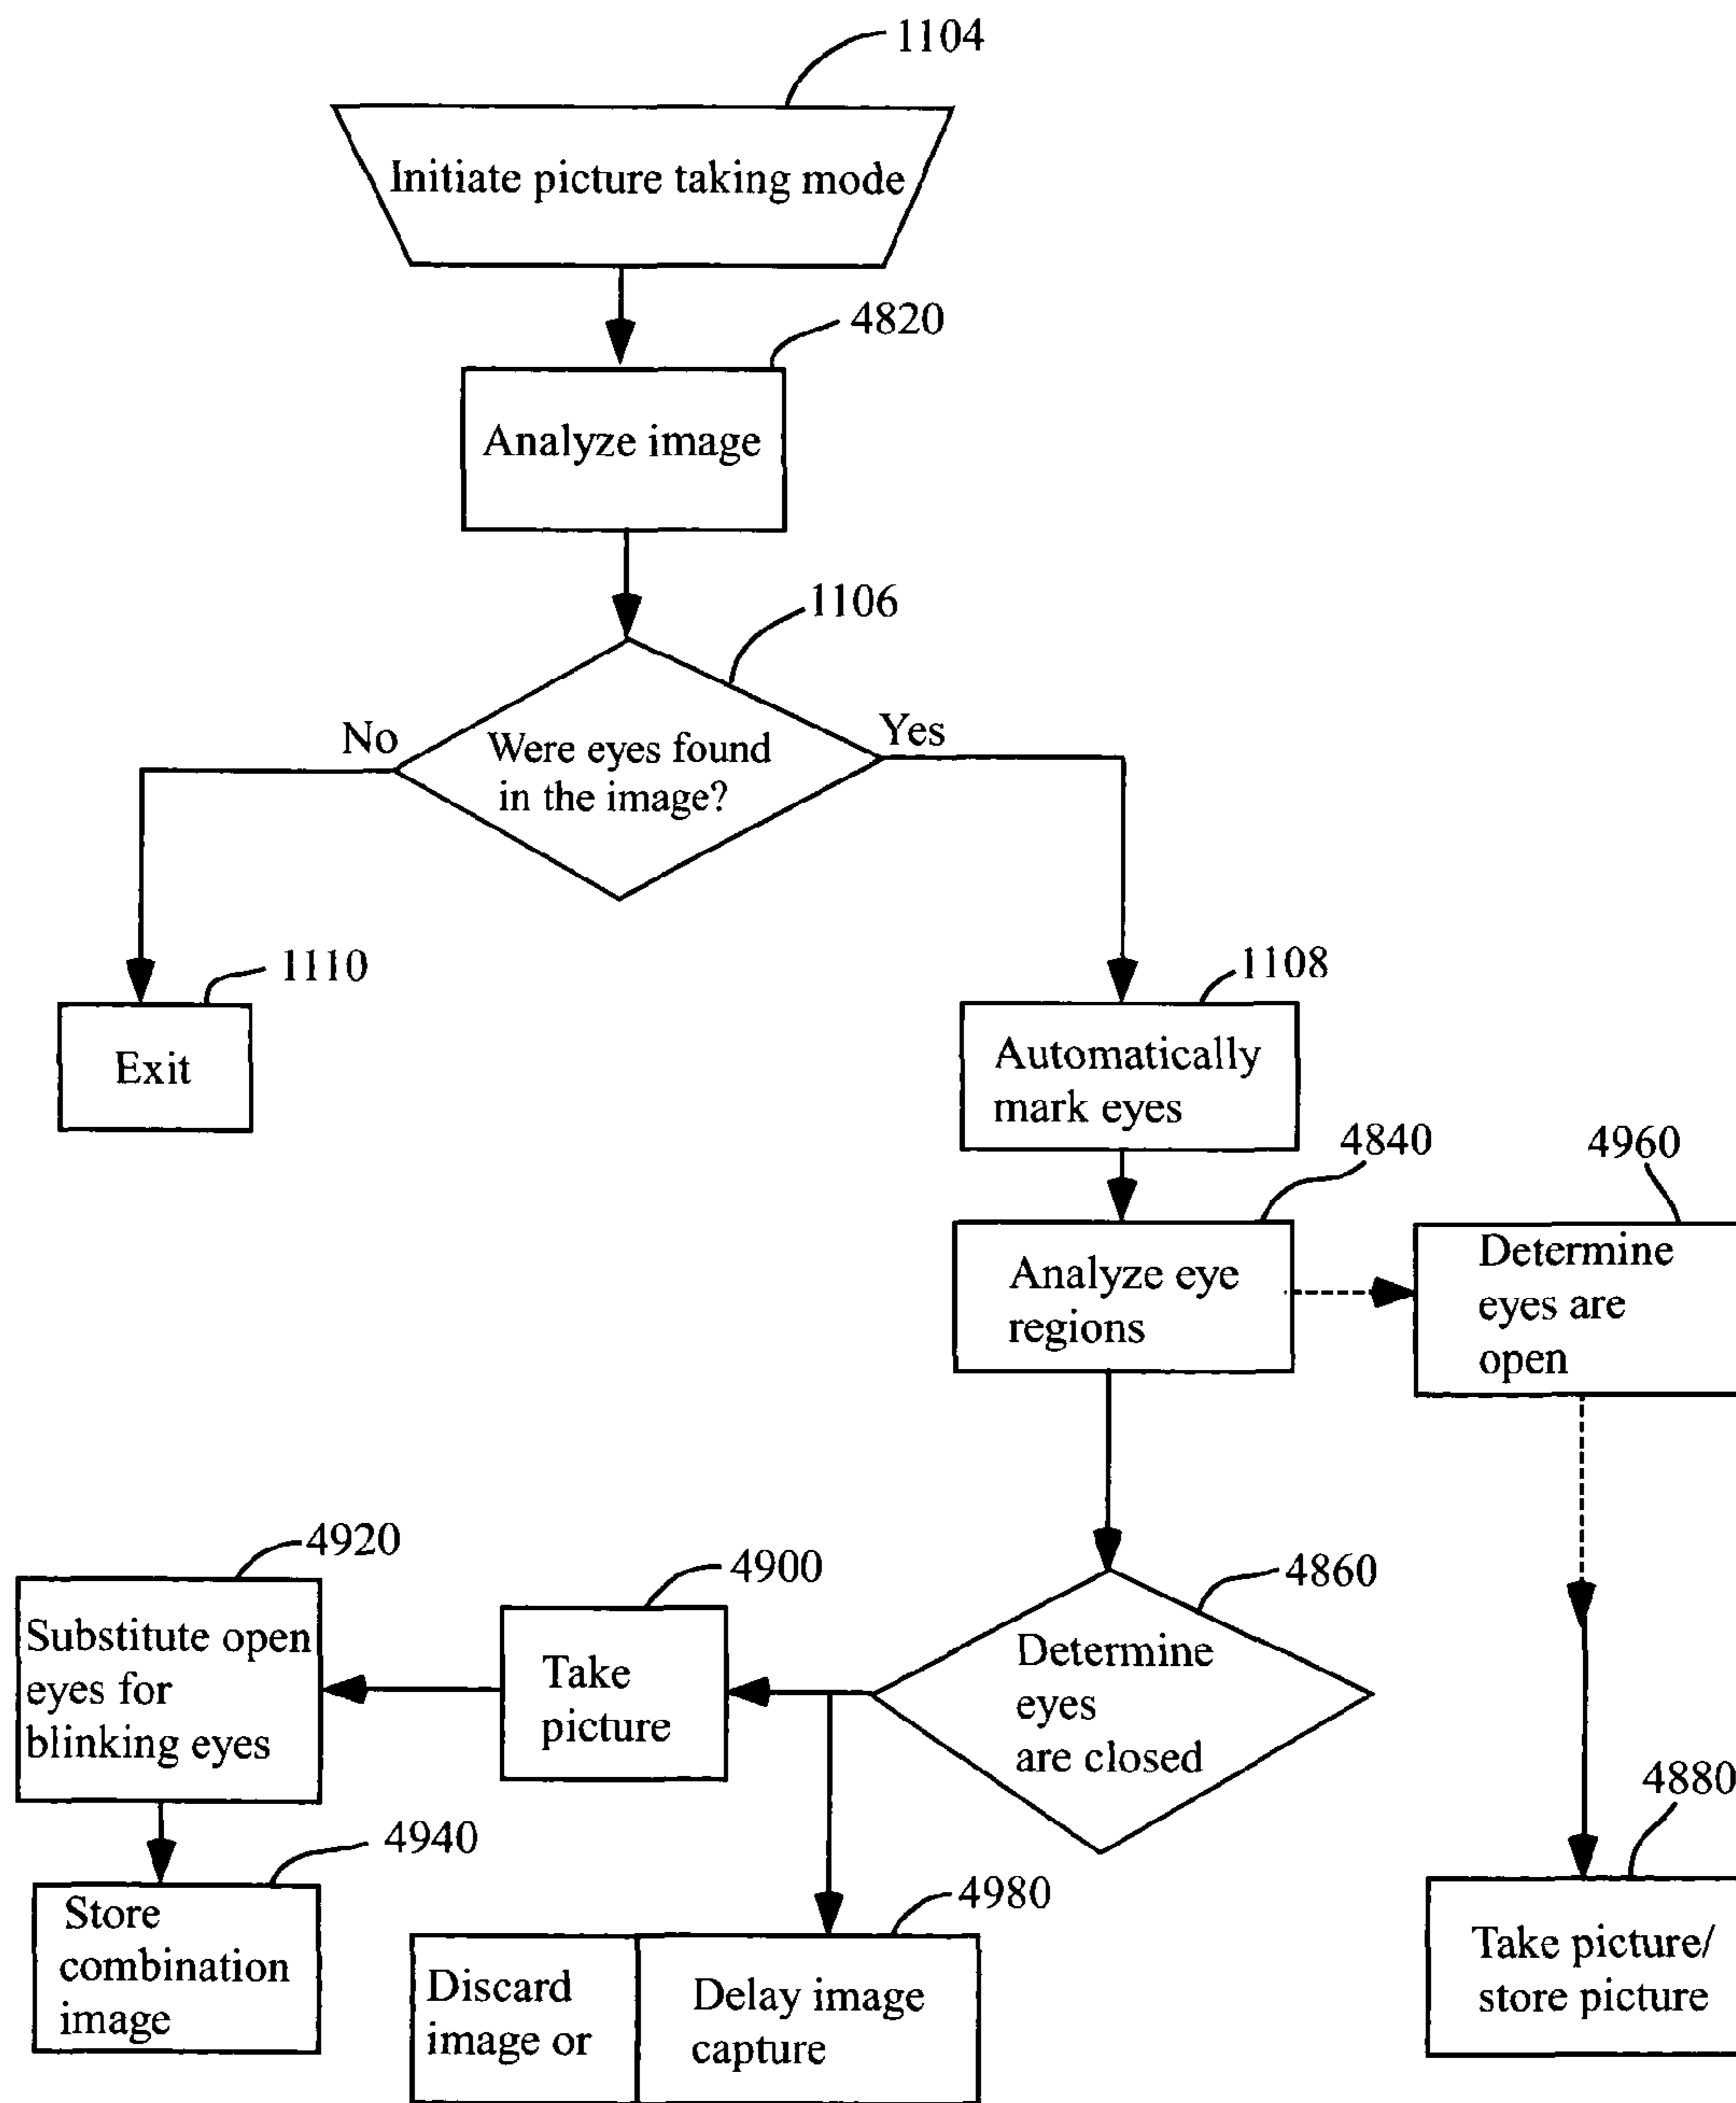 1104
Initiate picture taking mode
4820
Analyze image
1106
No
Yes
Were eyes found
in the image?
1110
Exit
1108
Automatically
mark eyes
4840
4960
Analyze eye
regions
Determine
eyes are
open
4920
Substitute open
eyes for
blinking eyes
4900
Take
picture
4860
Determine
eyes
are closed
4880
Take picture/
store picture
4940
Store
combination
image
4980
Discard
image or
Delay image
capture